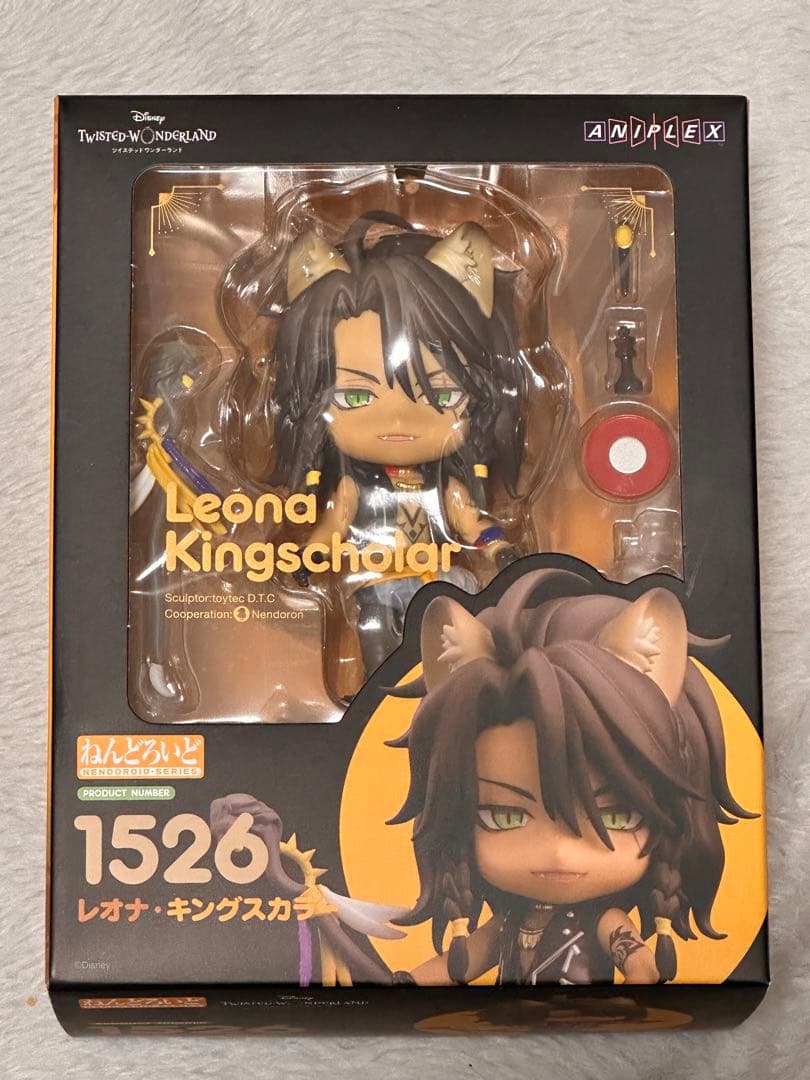 Disney
TWISTED-WONDERLAND
ツイステッドワンダーランド
ANIPLEX
Leona
Kingscholar
Sculptor:toytec D.T.C
Cooperation: Nendoron
ねんどろいど
NENDOROID•SERIES
PRODUCT NUMBER
1526
レオナ・キングスカラー
©Disney
ねんどろいど
Disney
TWISTED-WONDERLAND